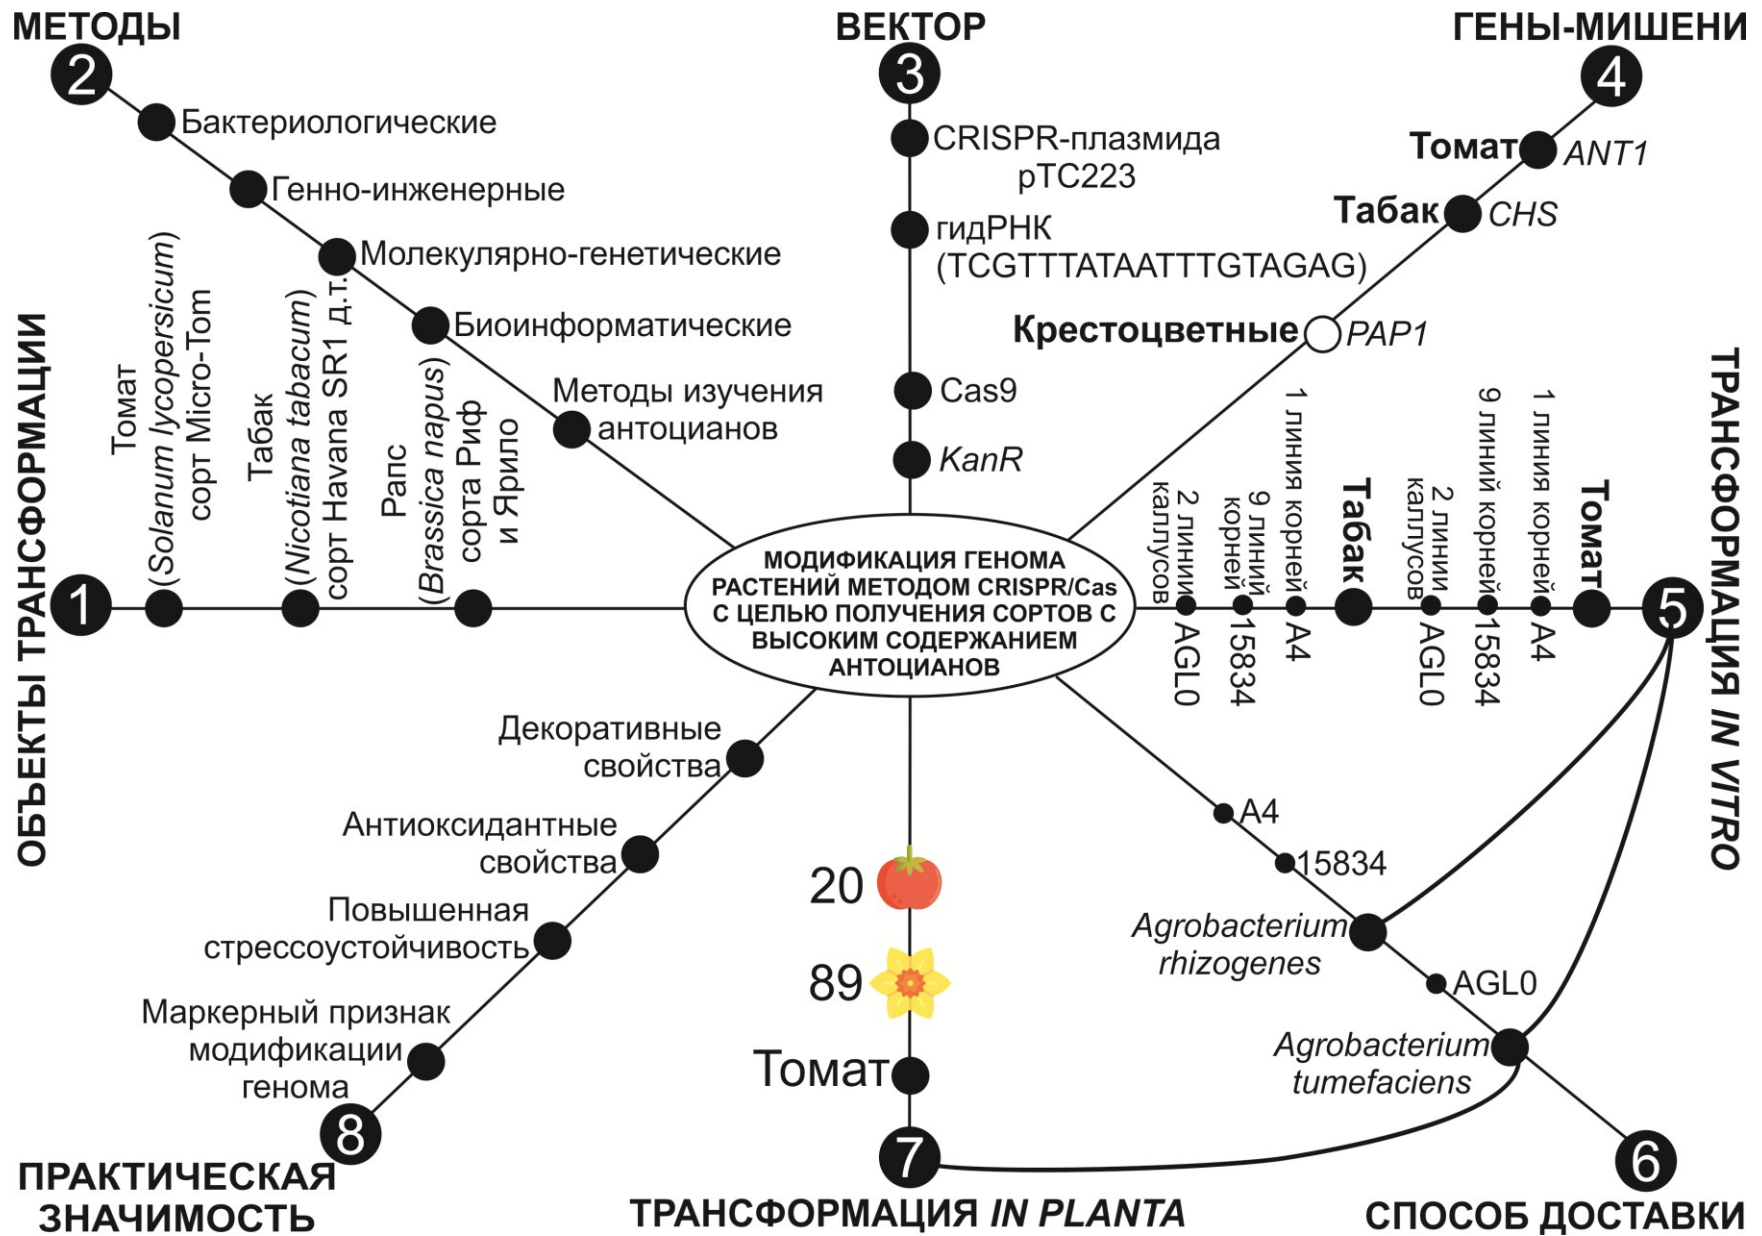 МЕТОДЫ
2
Бактериологические
Генно-инженерные
Молекулярно-генетические
Биоинформатические
Методы изучения
антоцианов
ВЕКТОР
3
CRISPR-плазмида
pTC223
гидРНК
(TCGTTTATAATTTGTAGAG)
Cas9
KanR
ГЕНЫ-МИШЕНИ
4
Томат
ANT1
Табак
CHS
Крестоцветные
PAP1
ОБЪЕКТЫ ТРАНСФОРМАЦИИ
1
Томат
(Solanum lycopersicum)
сорт Micro-Tom
Табак
(Nicotiana tabacum)
сорт Havana SR1 д.т.
Рапс
(Brassica napus)
сорта Риф
и Ярило
МОДИФИКАЦИЯ ГЕНОМА
РАСТЕНИЙ МЕТОДОМ CRISPR/Cas
С ЦЕЛЬЮ ПОЛУЧЕНИЯ СОРТОВ С
ВЫСОКИМ СОДЕРЖАНИЕМ
АНТОЦИАНОВ
2 линии
каллусов
AGL0
9 линий
корней
15834
1 линия корней
A4
Табак
2 линии
каллусов
AGL0
9 линий корней
15834
1 линия корней
A4
Томат
5
ТРАНСФОРМАЦИЯ IN VITRO
A4
15834
Agrobacterium
rhizogenes
AGL0
Agrobacterium
tumefaciens
6
СПОСОБ ДОСТАВКИ
20
89
Томат
7
ТРАНСФОРМАЦИЯ IN PLANTA
Декоративные
свойства
Антиоксидантные
свойства
Повышенная
стрессоустойчивость
Маркерный признак
модификации
генома
8
ПРАКТИЧЕСКАЯ
ЗНАЧИМОСТЬ